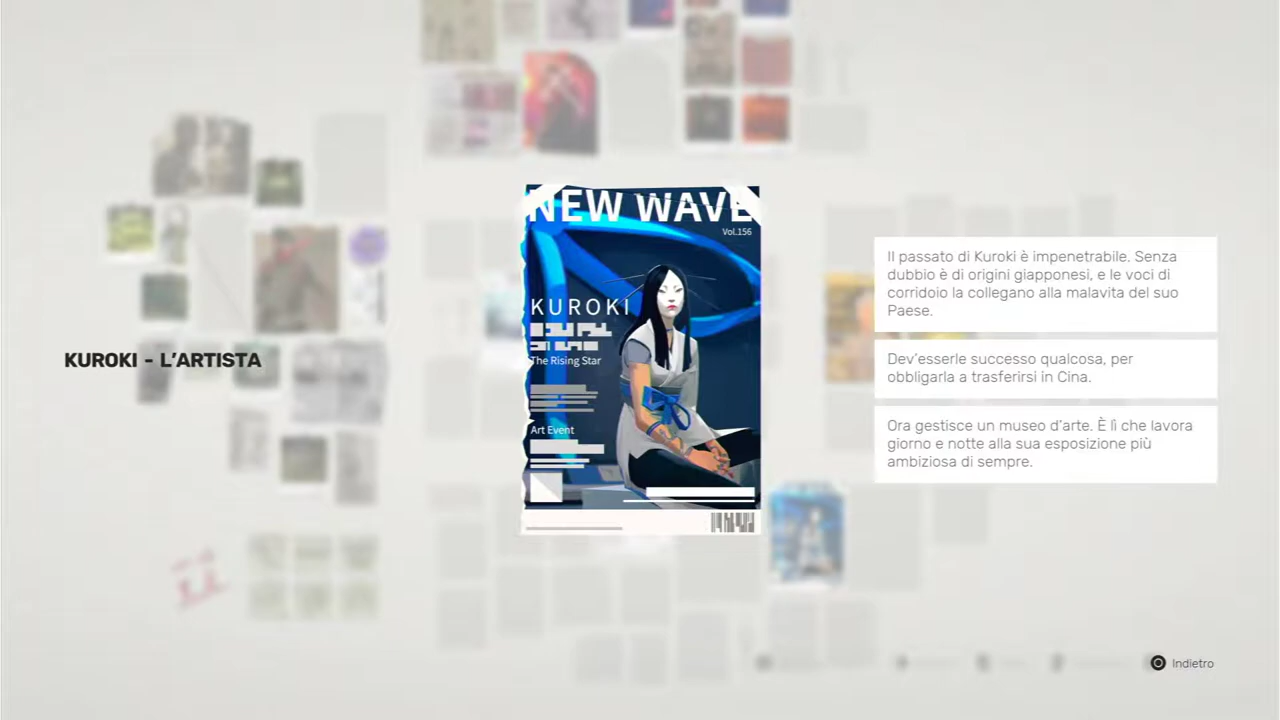 KUROKI - L'ARTISTA
NEW WAVE
Vol.156
KUROKI
The Rising Star
Art Event
Il passato di Kuroki è impenetrabile. Senza
dubbio è di origini giapponesi, e le voci di
corridoio la collegano alla malavita del suo
Paese.
Dev'esserle successo qualcosa, per
obbligarla a trasferirsi in Cina.
Ora gestisce un museo d'arte. È lì che lavora
giorno e notte alla sua esposizione più
ambiziosa di sempre.
Indietro